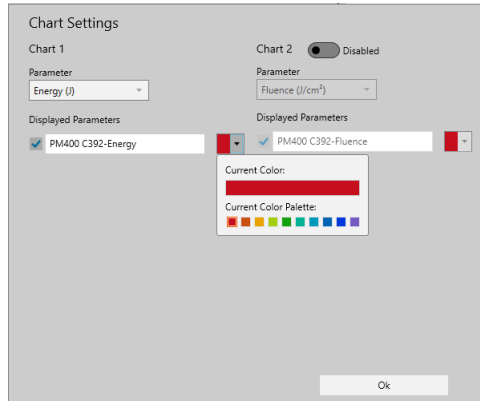 Chart Settings
Chart 1
Chart 2 Disabled
Parameter
Parameter
Energy (J)
Fluence (J/cm²)
Displayed Parameters
Displayed Parameters
PM400 C392-Energy
PM400 C392-Fluence
Current Color:
Current Color Palette:
Ok